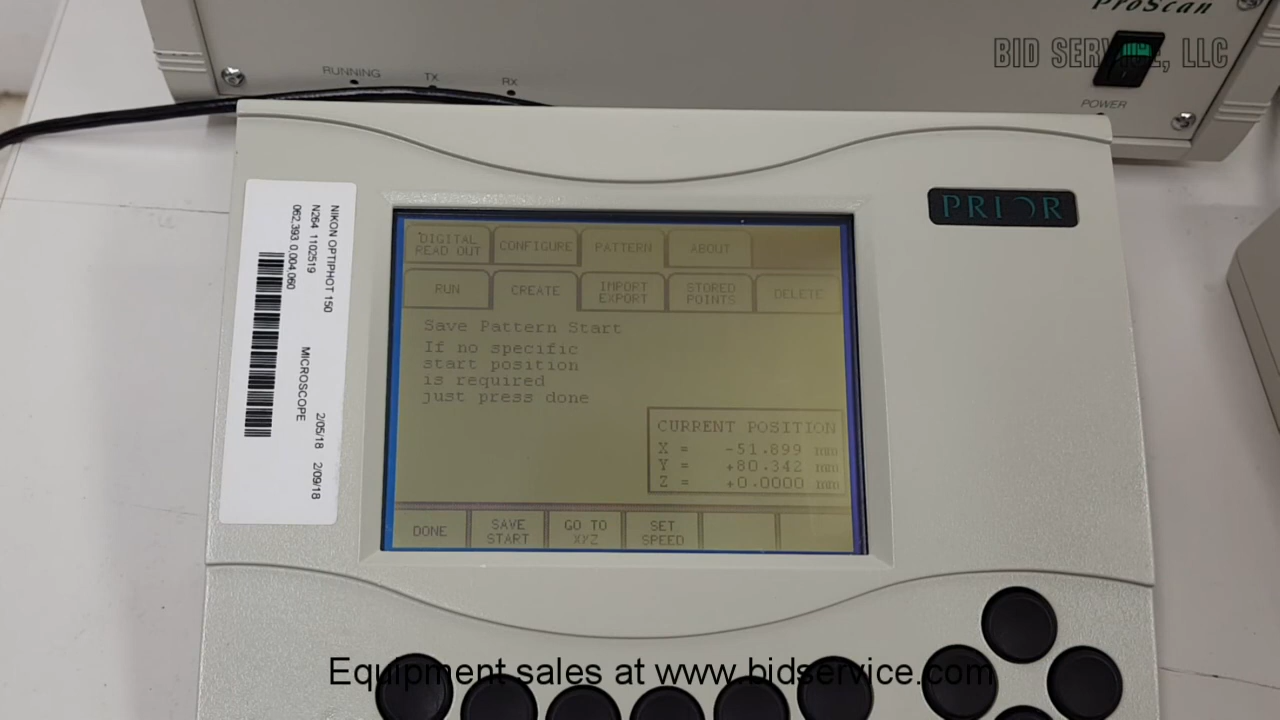 ProScan
BID SERVICE, LLC
RUNNING
TX
Rx
POWER
PRIOR
NIKON OPTIPHOT 150
N264 1102519
062.393 0.004.060
MICROSCOPE
2/05/18 2/09/18
DIGITAL
READ OUT
CONFIGURE
PATTERN
ABOUT
RUN
CREATE
IMPORT
EXPORT
STORED
POINTS
DELETE
Save Pattern Start
If no specific
start position
is required
just press done
CURRENT POSITION
X = -51.899 mm
Y = +80.342 mm
Z = +0.0000 mm
DONE
SAVE
START
GO TO
XYZ
SET
SPEED
Equipment sales at www.bidservice.com